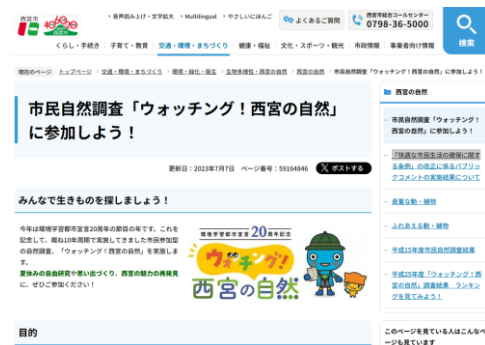 西宮市
音声読み上げ・文字拡大
Multilingual
やさしいにほんご
よくあるご質問
西宮市総合コールセンター
0798-36-5000
検索
くらし・手続き
子育て・教育
交通・環境・まちづくり
健康・福祉
文化・スポーツ・観光
市政情報
事業者向け情報
現在のページ
トップページ
交通・環境・まちづくり
環境・緑化・衛生
生物多様性・西宮の自然
西宮の自然
市民自然調査「ウォッチング！西宮の自然」に参加しよう！
市民自然調査「ウォッチング！西宮の自然」
に参加しよう！
更新日：2023年7月7日　ページ番号：59164846
ポストする
みんなで生きものを探しましょう！
今年は環境学習都市宣言20周年の節目の年です。これを
記念して、概ね10年周期で実施してきました市民参加型
の自然調査、「ウォッチング！西宮の自然」を実施しま
す。
夏休みの自由研究や思い出づくり、西宮の魅力の再発見
に、ぜひご参加ください！
環境学習都市宣言20周年記念
ウォッチング!
西宮の自然
目的
西宮の自然
市民自然調査「ウォッチング！
西宮の自然」に参加しよう！
「快適な市民生活の確保に関す
る条例」の改正に係るパブリッ
クコメントの実施結果について
貴重な動・植物
ふれあえる動・植物
平成15年度市民自然調査結果
平成25年度「ウォッチング！西
宮の自然」調査結果　ランキン
グを見てみよう！
このページを見ている人はこんなペ
ージも見ています